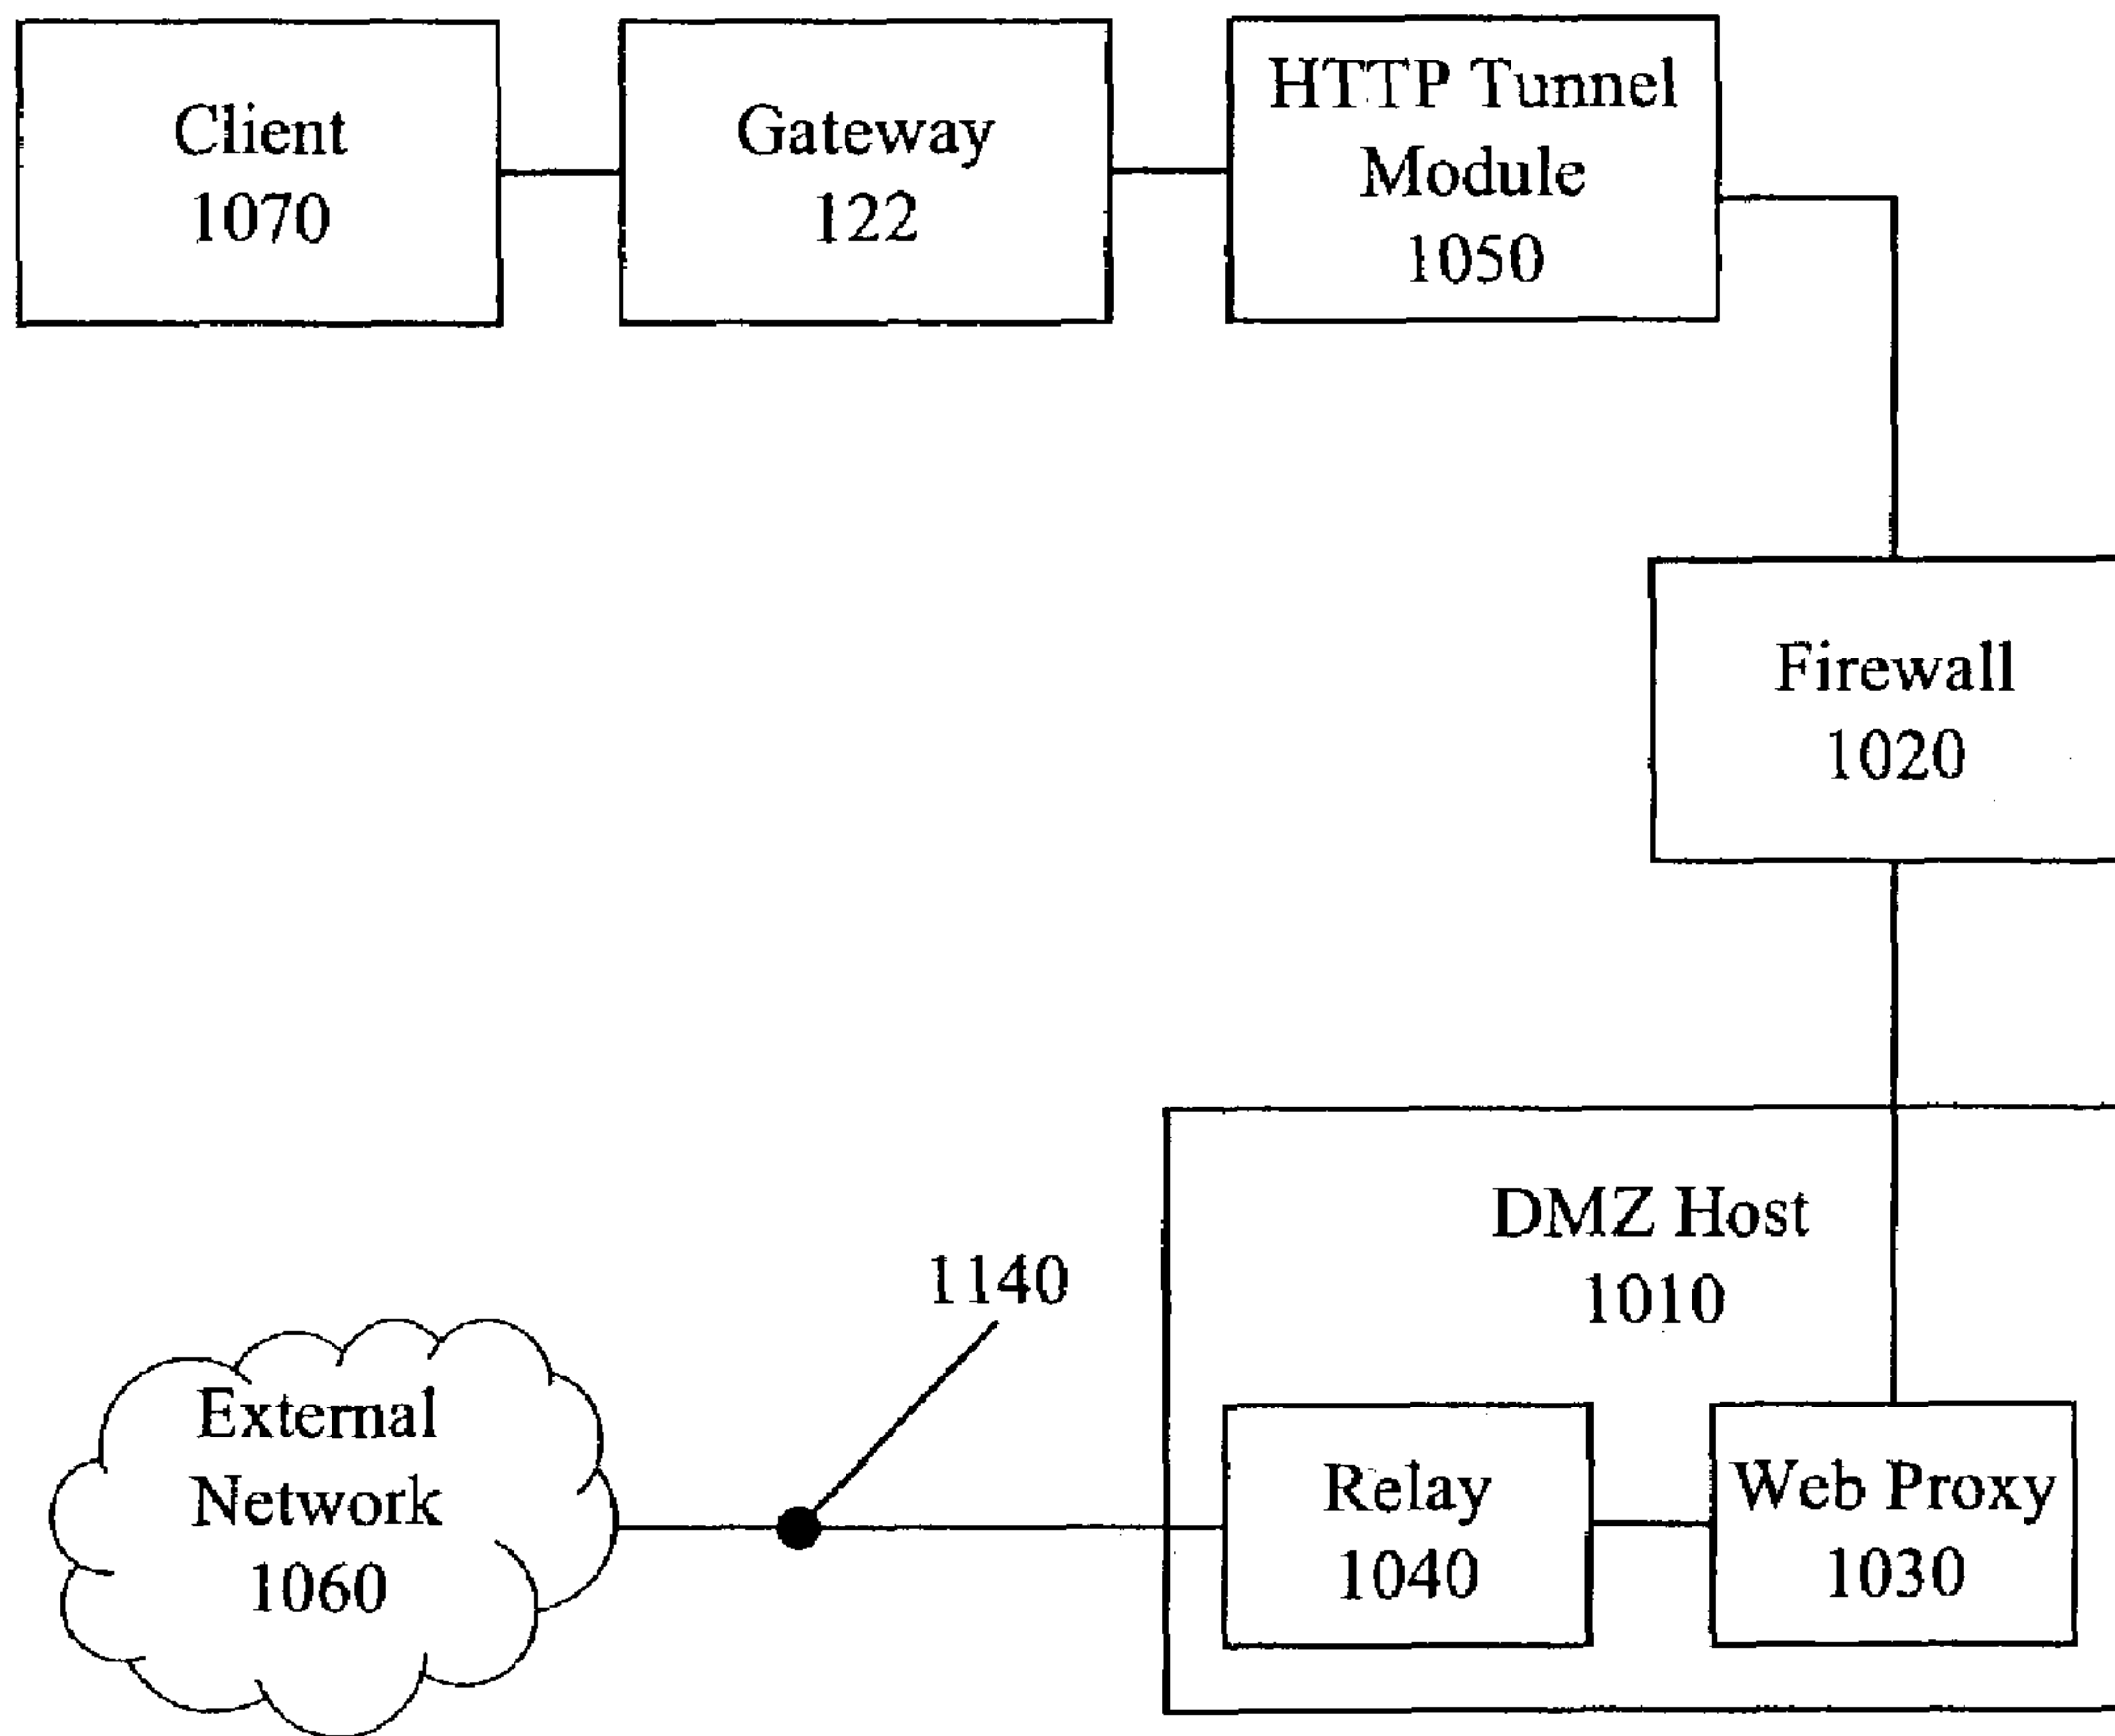 Client
1070
Gateway
122
HTTP Tunnel
Module
1050
Firewall
1020
DMZ Host
1010
1140
External
Network
1060
Relay
1040
Web Proxy
1030